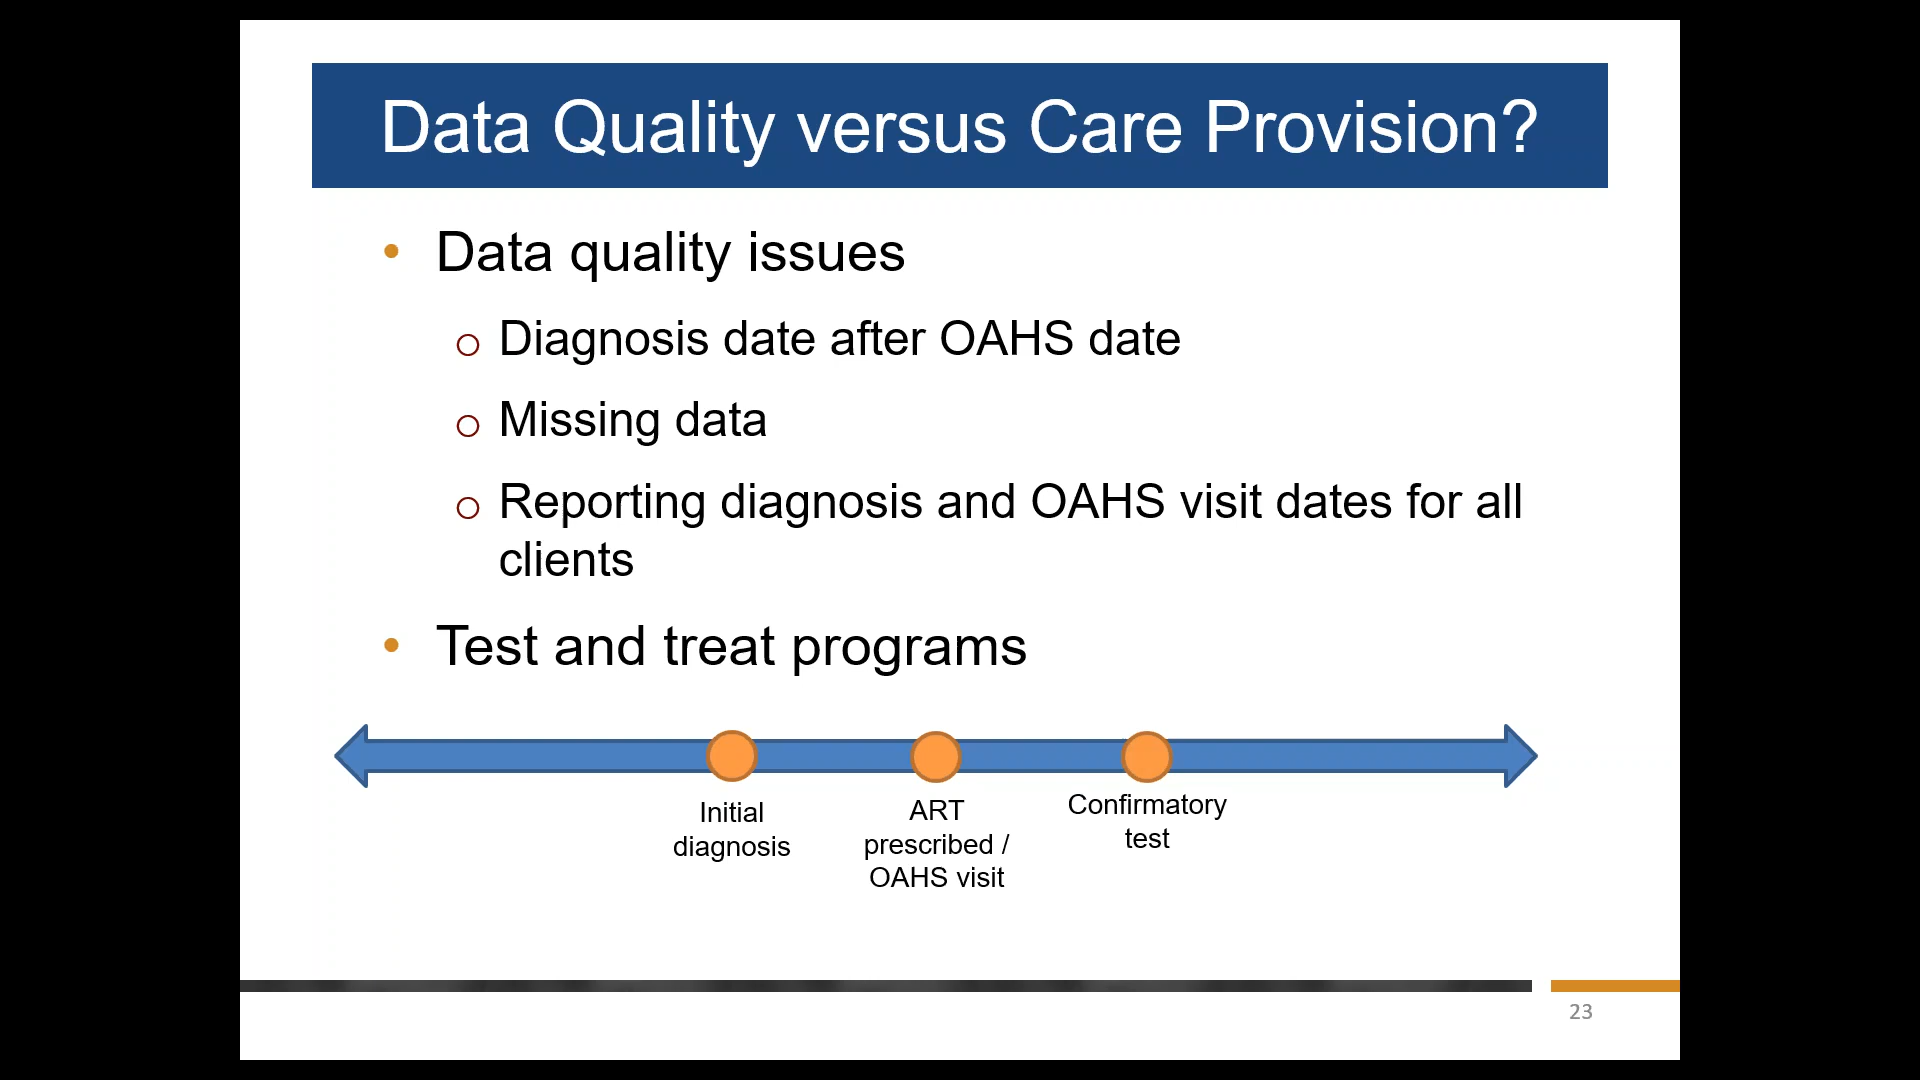 Data Quality versus Care Provision?
• Data quality issues
o Diagnosis date after OAHS date
o Missing data
o Reporting diagnosis and OAHS visit dates for all
clients
• Test and treat programs
Initial
diagnosis
ART
prescribed /
OAHS visit
Confirmatory
test
23